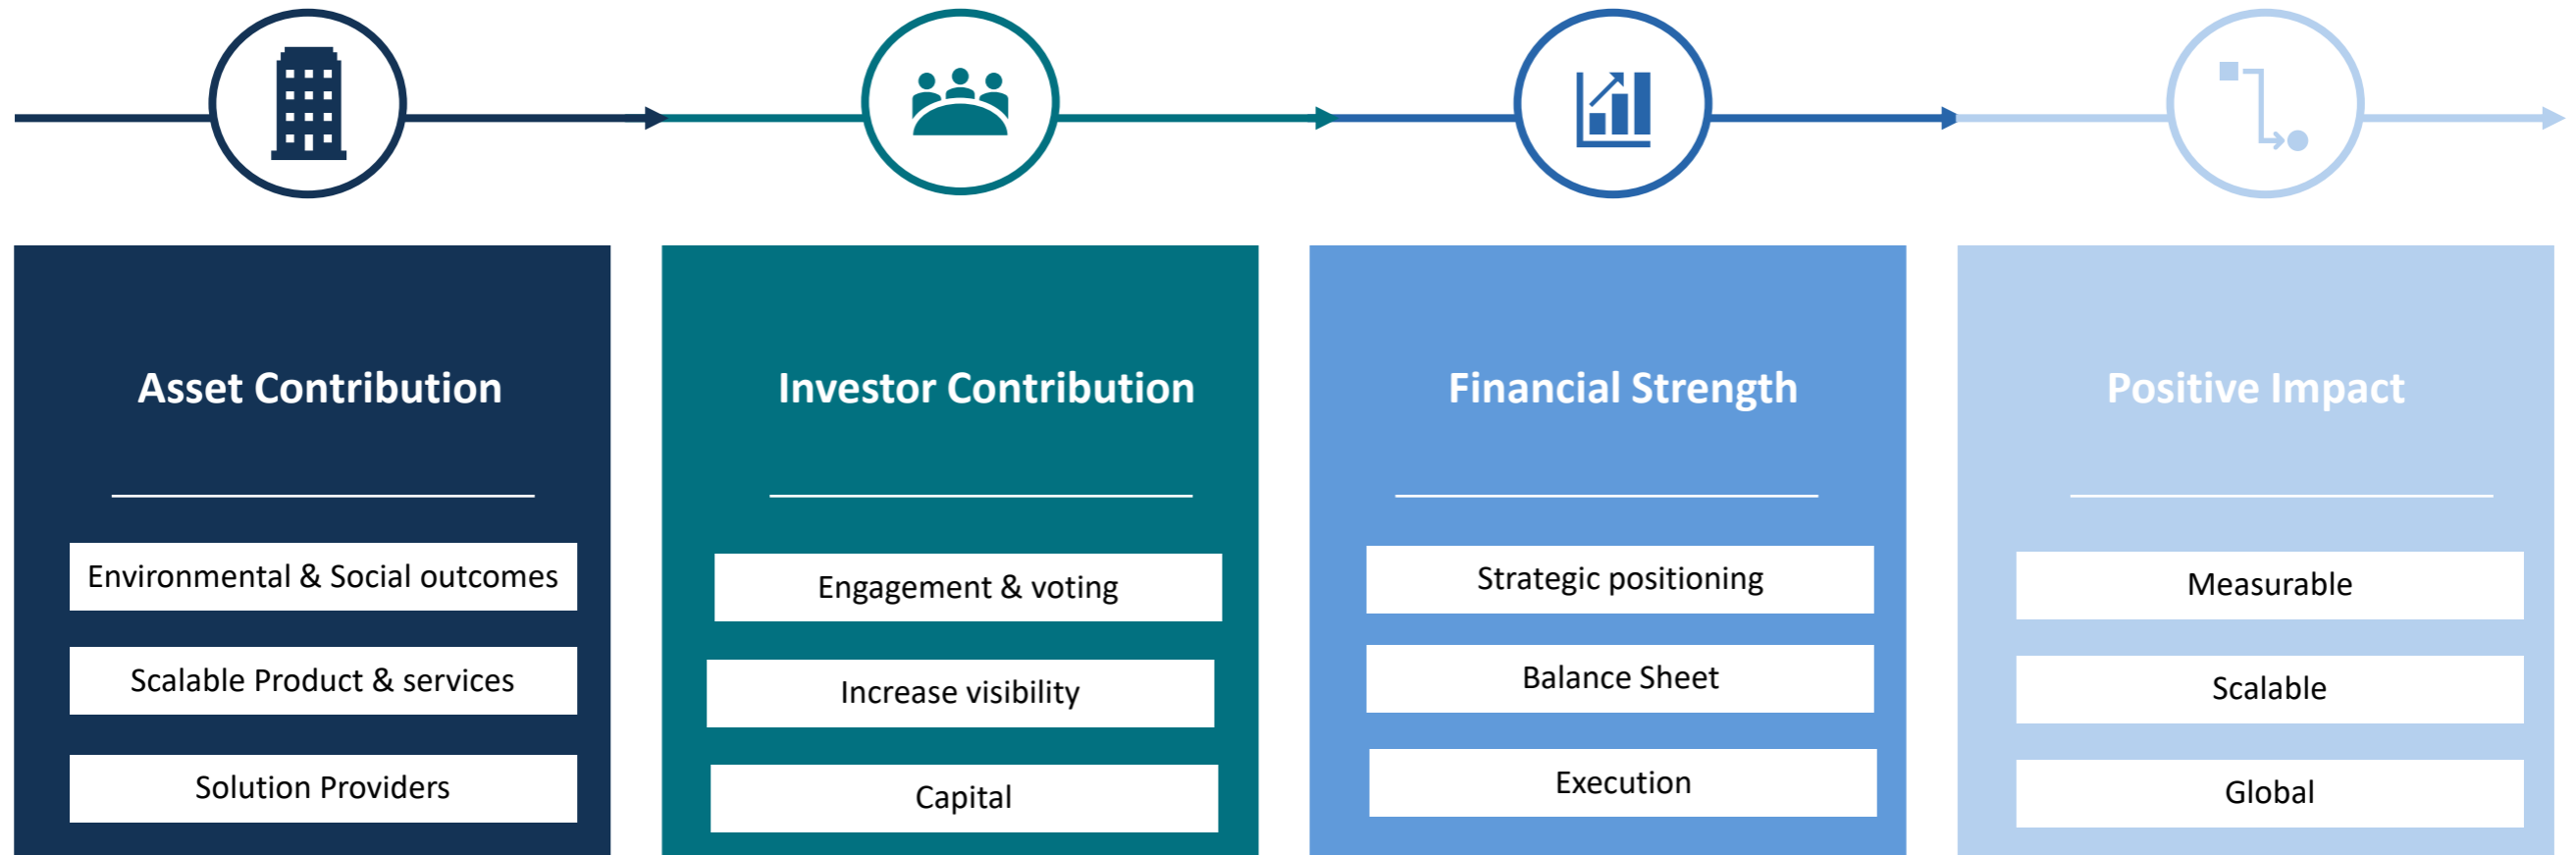 Asset Contribution
Environmental & Social outcomes
Scalable Product & services
Solution Providers
Investor Contribution
Engagement & voting
Increase visibility
Capital
Financial Strength
Strategic positioning
Balance Sheet
Execution
Positive Impact
Measurable
Scalable
Global